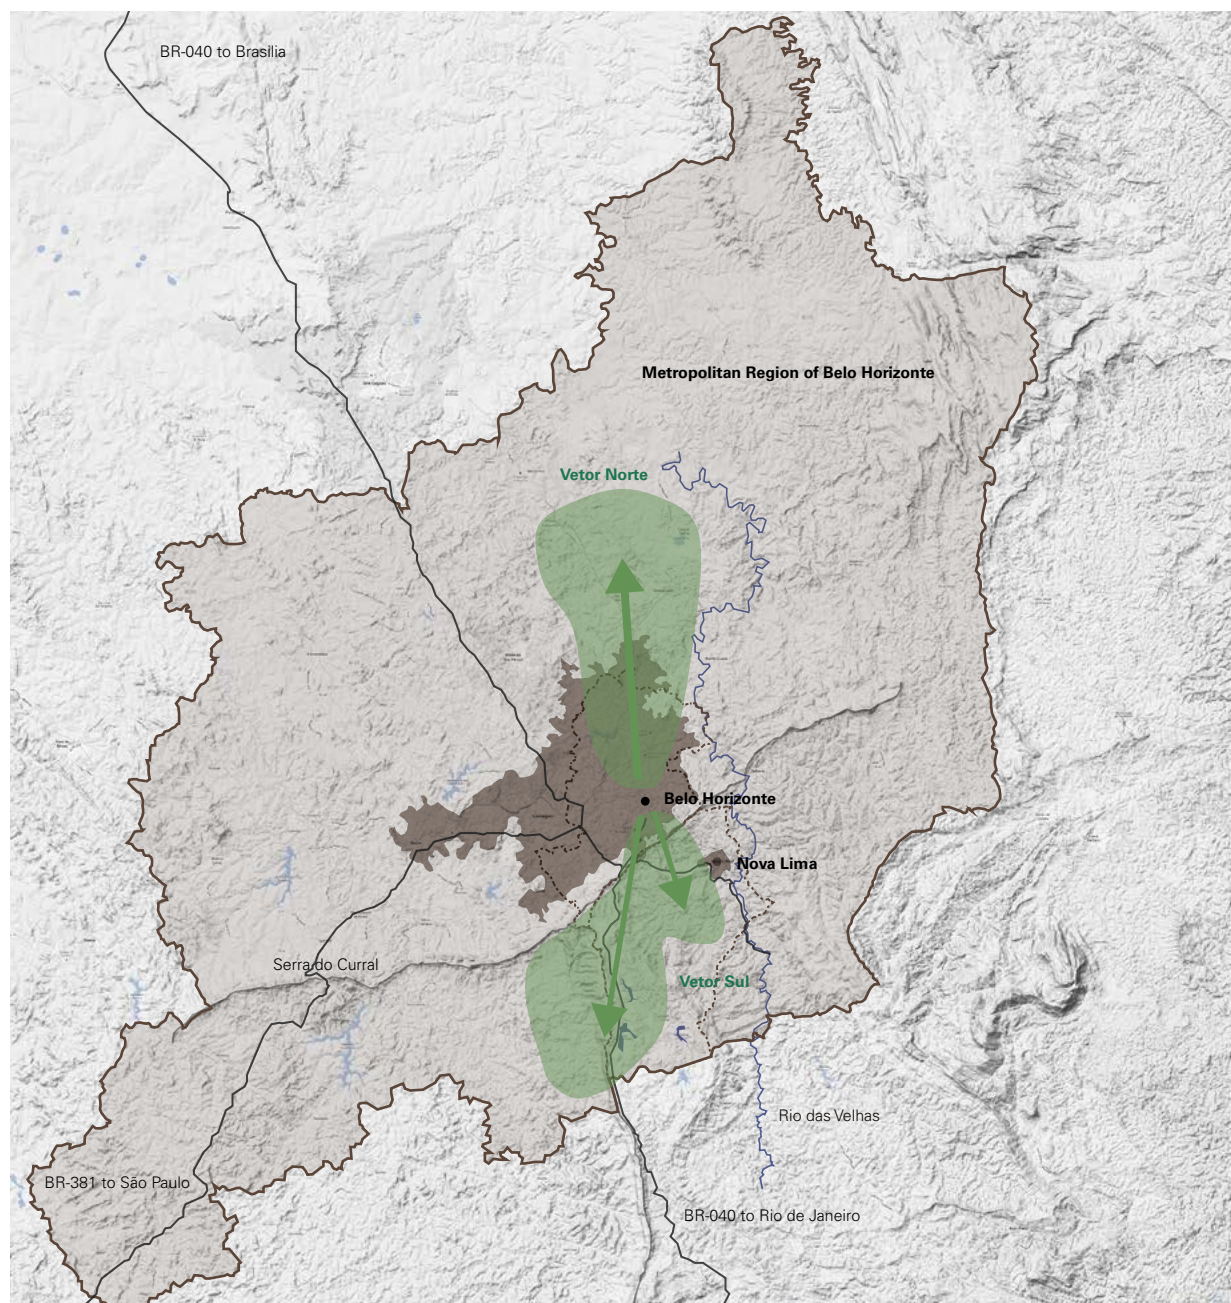 BR-040 to Brasília
Metropolitan Region of Belo Horizonte
Vetor Norte
Belo Horizonte
Nova Lima
Serra do Curral
Vetor Sul
Rio das Velhas
BR-381 to São Paulo
BR-040 to Rio de Janeiro